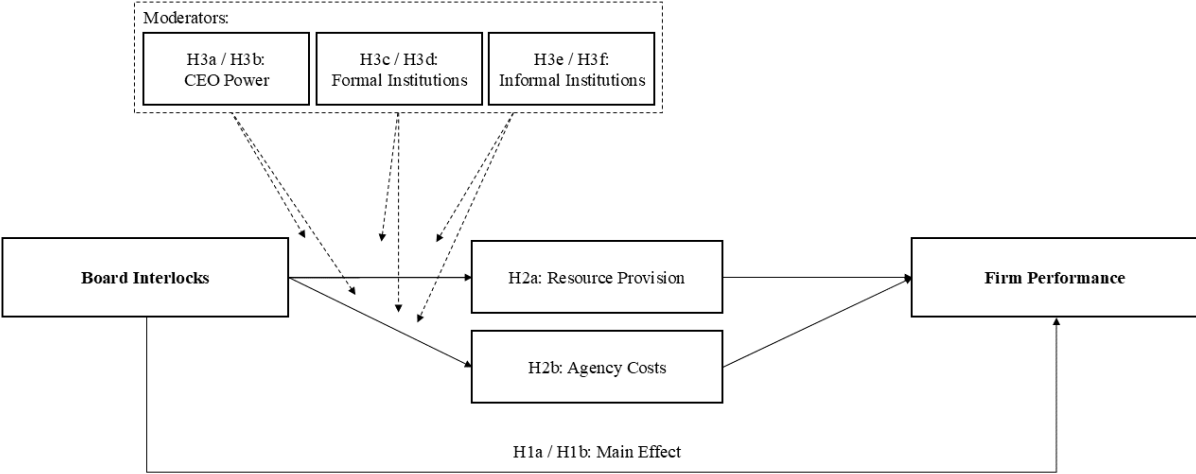 Moderators:
H3a / H3b:
CEO Power
H3c / H3d:
Formal Institutions
H3e / H3f:
Informal Institutions
Board Interlocks
H2a: Resource Provision
Firm Performance
H2b: Agency Costs
H1a / H1b: Main Effect